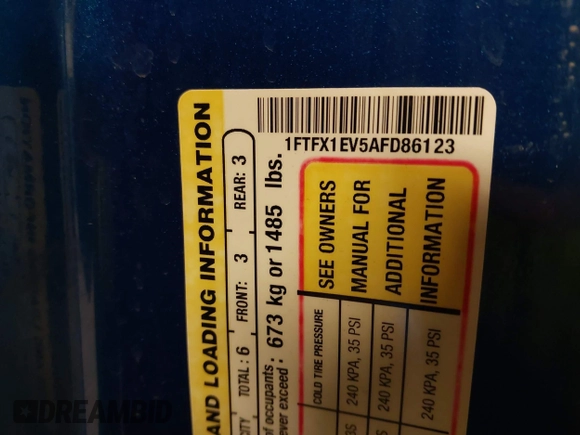 1FTFX1EV5AFD86123
AND LOADING INFORMATION
TOTAL : 6 FRONT: 3 REAR: 3
of occupants :
ever exceed : 673 kg or 1485 lbs.
COLD TIRE PRESSURE
240 KPA, 35 PSI
240 KPA, 35 PSI
240 KPA, 35 PSI
SEE OWNERS
MANUAL FOR
ADDITIONAL
INFORMATION
DREAMBID